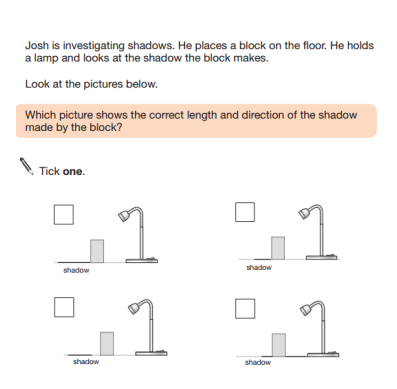 Josh is investigating shadows. He places a block on the floor. He holds
a lamp and looks at the shadow the block makes.
Look at the pictures below.
Which picture shows the correct length and direction of the shadow
made by the block?
Tick one.
shadow
shadow
shadow
shadow